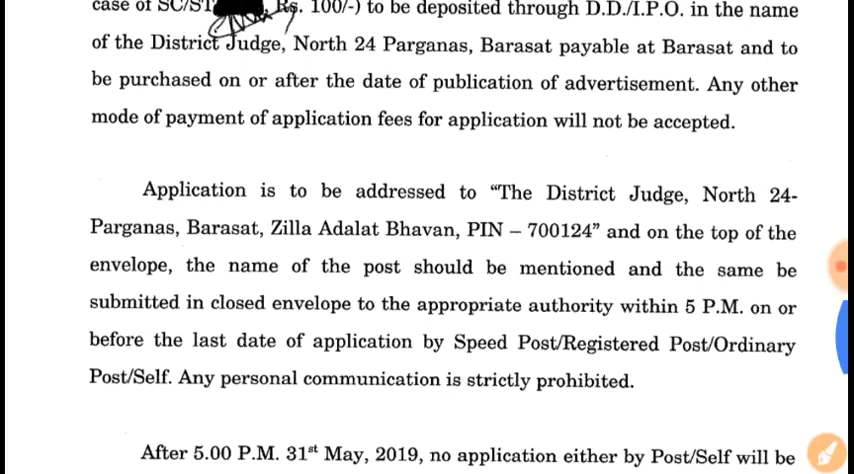 case of SC/ST Rs. 100/-) to be deposited through D.D./I.P.O. in the name
of the District Judge, North 24 Parganas, Barasat payable at Barasat and to
be purchased on or after the date of publication of advertisement. Any other
mode of payment of application fees for application will not be accepted.
Application is to be addressed to “The District Judge, North 24-
Parganas, Barasat, Zilla Adalat Bhavan, PIN – 700124” and on the top of the
envelope, the name of the post should be mentioned and the same be
submitted in closed envelope to the appropriate authority within 5 P.M. on or
before the last date of application by Speed Post/Registered Post/Ordinary
Post/Self. Any personal communication is strictly prohibited.
After 5.00 P.M. 31st May, 2019, no application either by Post/Self will be